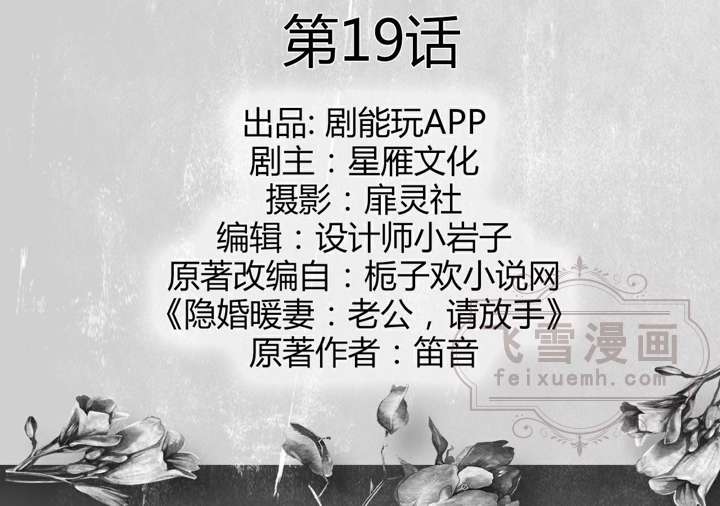 第19话
出品: 剧能玩APP
剧主：星雁文化
摄影：扉灵社
编辑：设计师小岩子
原著改编自：栀子欢小说网
《隐婚暖妻：老公，请放手》
原著作者：笛音
飞雪漫画
feixuemh.com